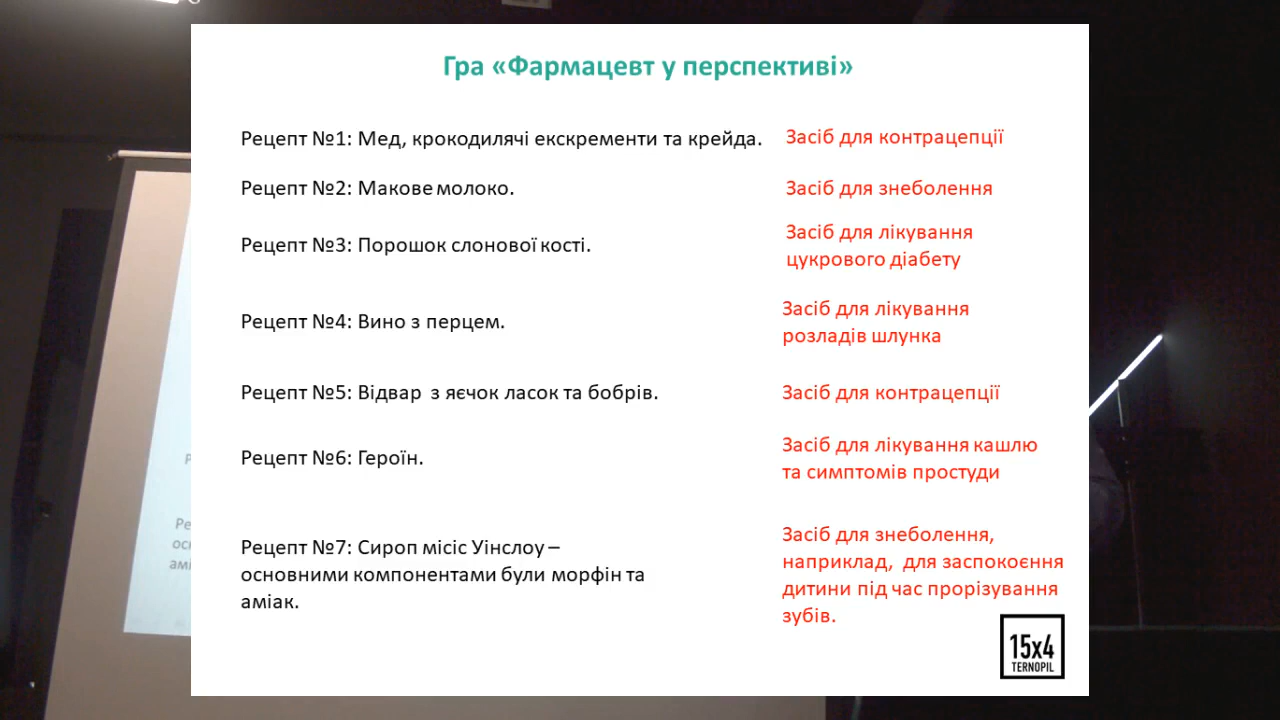 Гра «Фармацевт у перспективі»
Рецепт №1: Мед, крокодилячі екскременти та крейда.
Засіб для контрацепції
Рецепт №2: Макове молоко.
Засіб для знеболення
Рецепт №3: Порошок слонової кості.
Засіб для лікування
цукрового діабету
Рецепт №4: Вино з перцем.
Засіб для лікування
розладів шлунка
Рецепт №5: Відвар з яєчок ласок та бобрів.
Засіб для контрацепції
Рецепт №6: Героїн.
Засіб для лікування кашлю
та симптомів простуди
Рецепт №7: Сироп місіс Уінслоу –
основними компонентами були морфін та
аміак.
Засіб для знеболення,
наприклад, для заспокоєння
дитини під час прорізування
зубів.
15x4
TERNOPIL